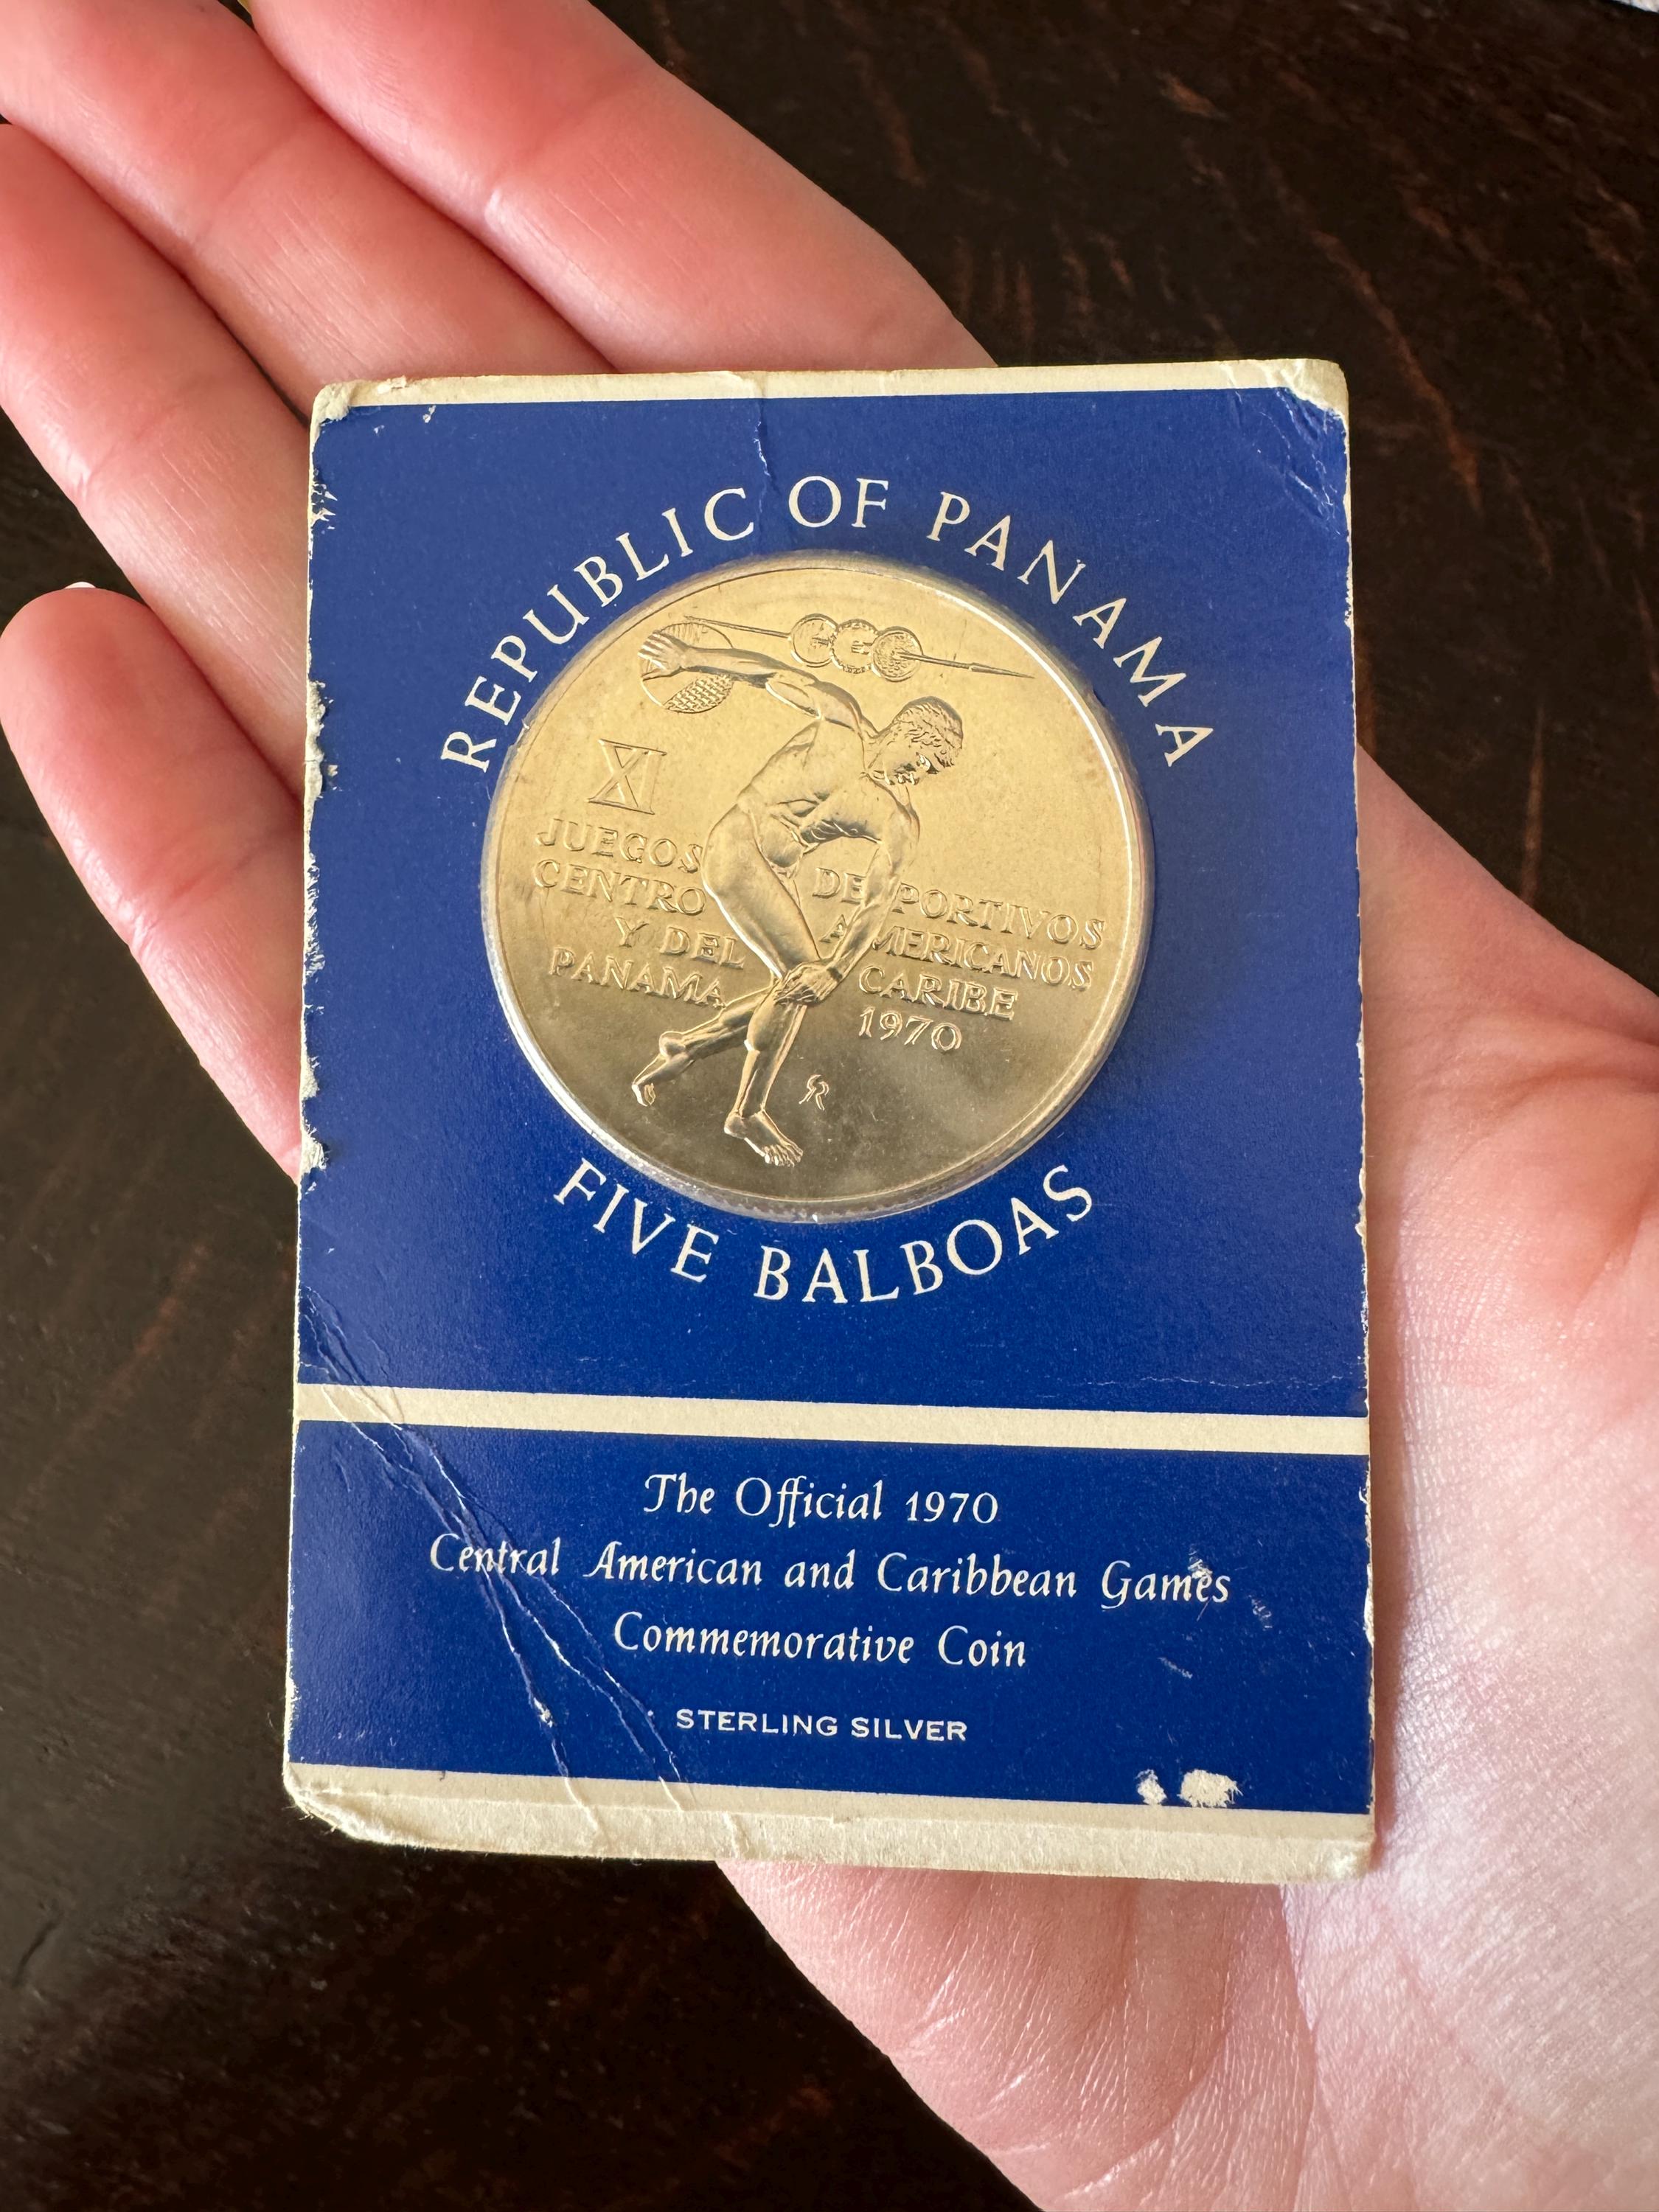 REPUBLIC OF PANAMA
XI
JUEGOS DEPORTIVOS
CENTRO AMERICANOS
Y DEL CARIBE
PANAMA 1970
FIVE BALBOAS
The Official 1970
Central American and Caribbean Games
Commemorative Coin
STERLING SILVER